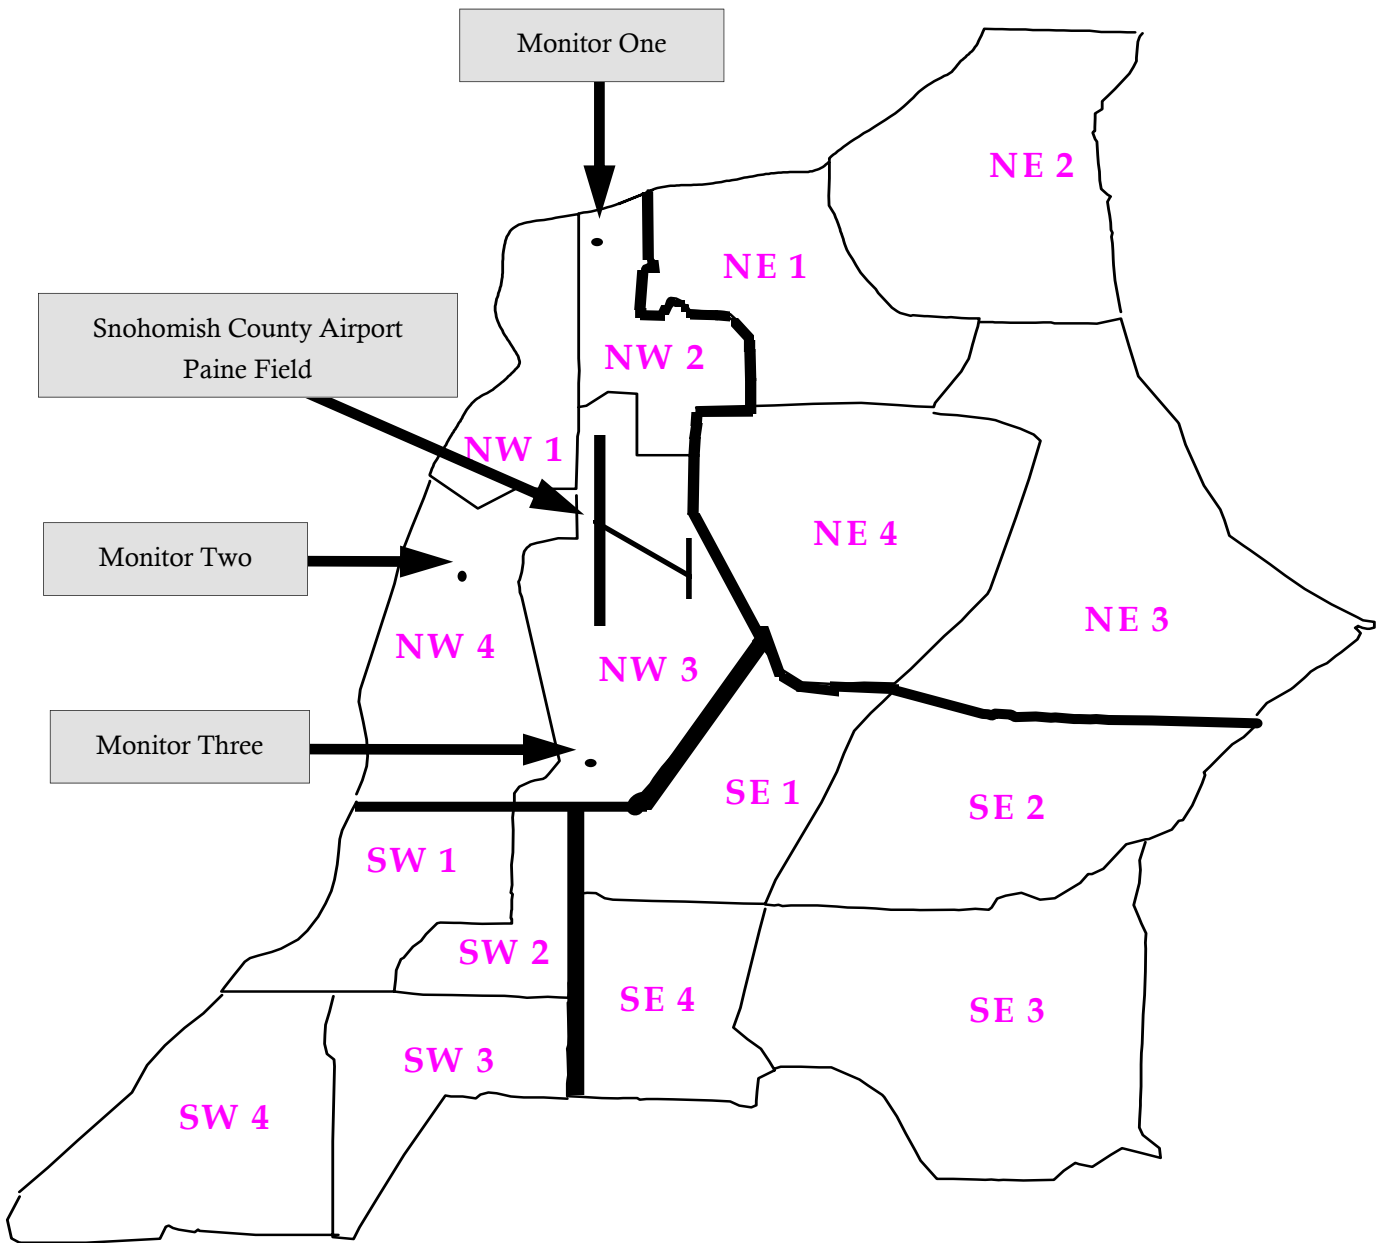 Monitor One
NE 2
NE 1
Snohomish County Airport
Paine Field
NW 2
NW 1
NE 4
Monitor Two
NE 3
NW 4
NW 3
Monitor Three
SE 1
SE 2
SW 1
SW 2
SE 4
SE 3
SW 3
SW 4